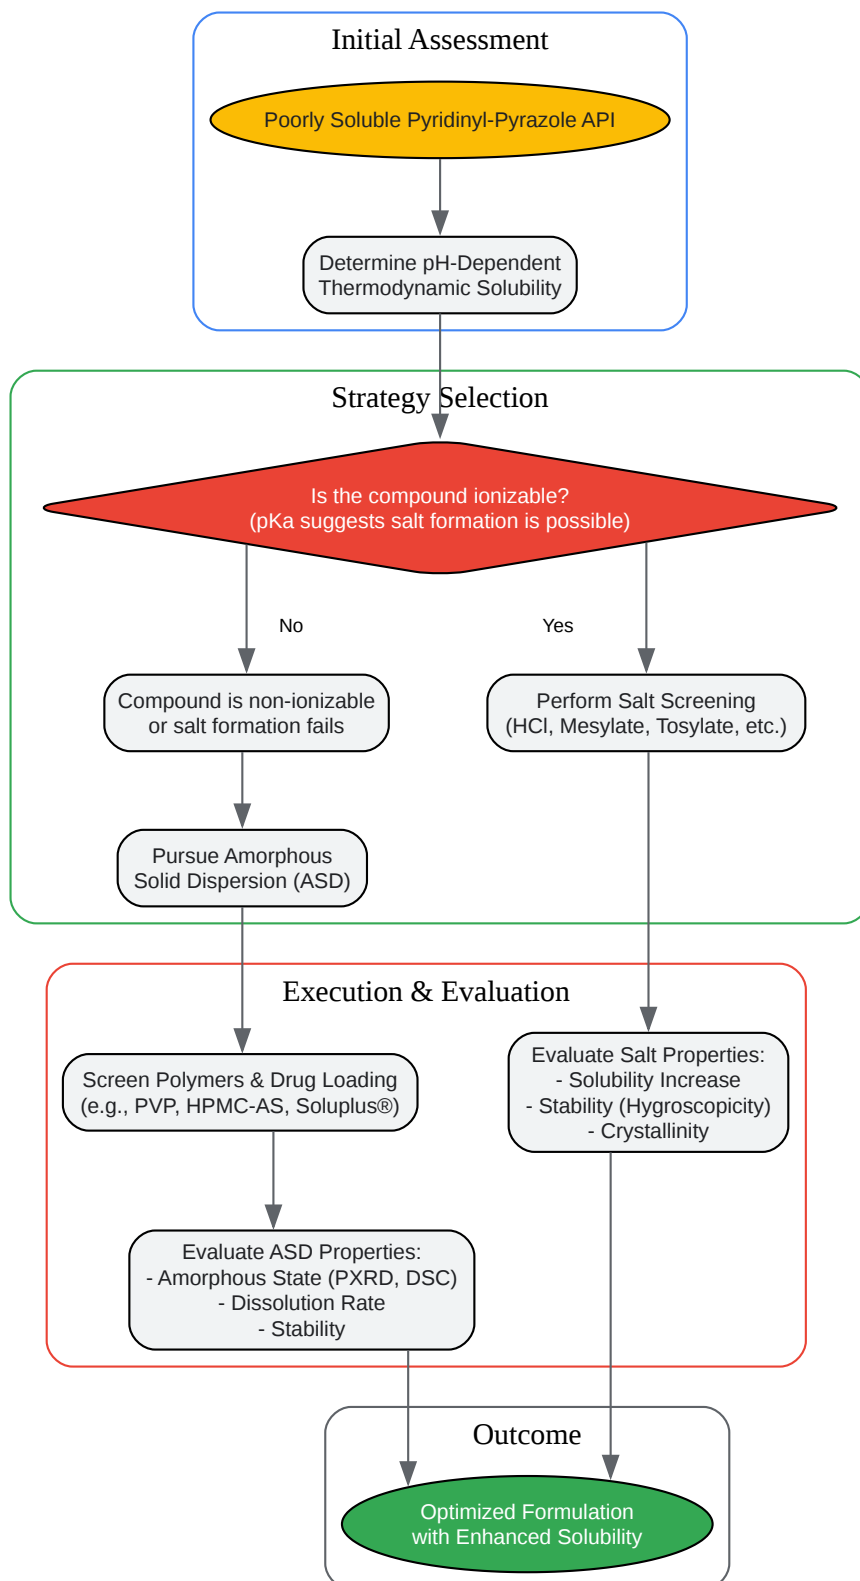 Initial Assessment
Poorly Soluble Pyridinyl-Pyrazole API
Determine pH-Dependent
Thermodynamic Solubility
Strategy Selection
Is the compound ionizable?
(pKa suggests salt formation is possible)
No
Yes
Compound is non-ionizable
or salt formation fails
Perform Salt Screening
(HCl, Mesylate, Tosylate, etc.)
Pursue Amorphous
Solid Dispersion (ASD)
Execution & Evaluation
Screen Polymers & Drug Loading
(e.g., PVP, HPMC-AS, Soluplus®)
Evaluate Salt Properties:
- Solubility Increase
- Stability (Hygroscopicity)
- Crystallinity
Evaluate ASD Properties:
- Amorphous State (PXRD, DSC)
- Dissolution Rate
- Stability
Outcome
Optimized Formulation
with Enhanced Solubility